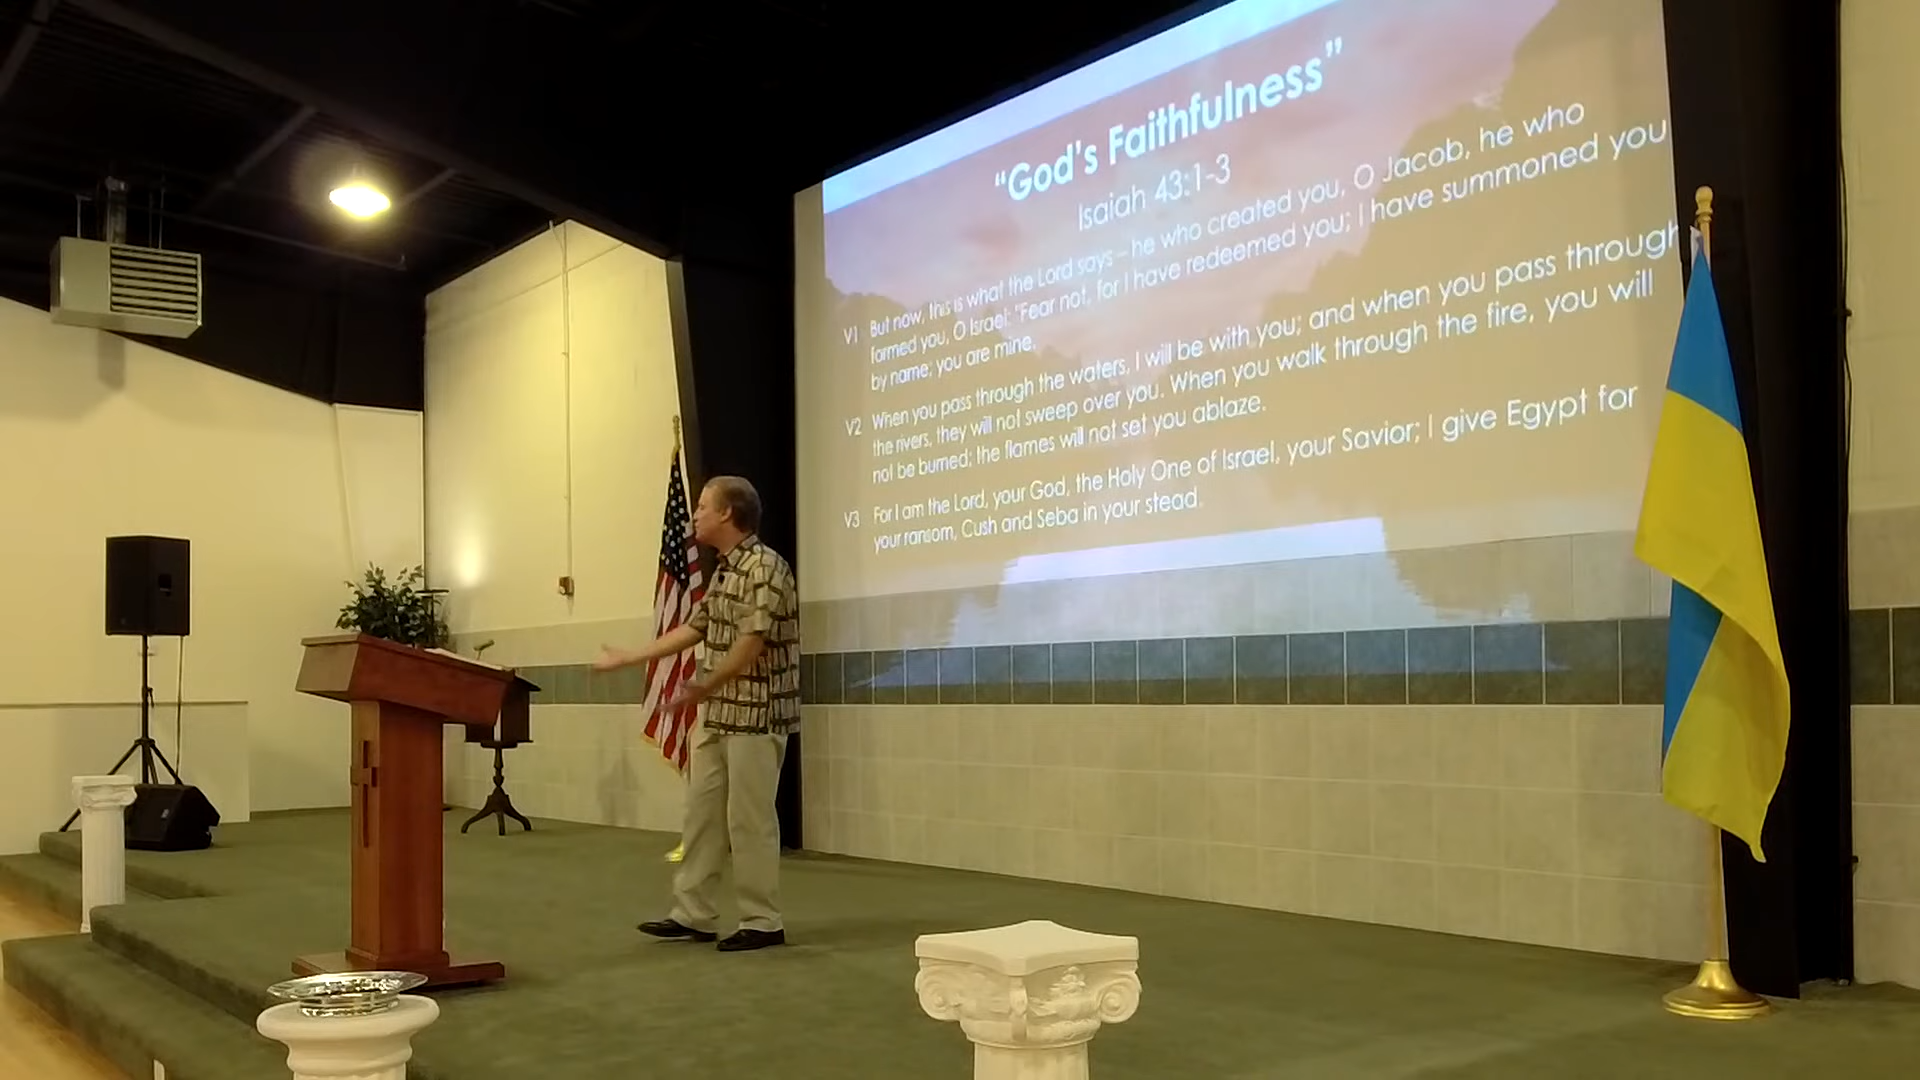 “God’s Faithfulness”
Isaiah 43:1-3
V1 But now, this is what the Lord says – he who created you, O Jacob, he who
formed you, O Israel: "Fear not, for I have redeemed you; I have summoned you
by name; you are mine.
V2 When you pass through the waters, I will be with you; and when you pass through
the rivers, they will not sweep over you. When you walk through the fire, you will
not be burned; the flames will not set you ablaze.
V3 For I am the Lord, your God, the Holy One of Israel, your Savior; I give Egypt for
your ransom, Cush and Seba in your stead.